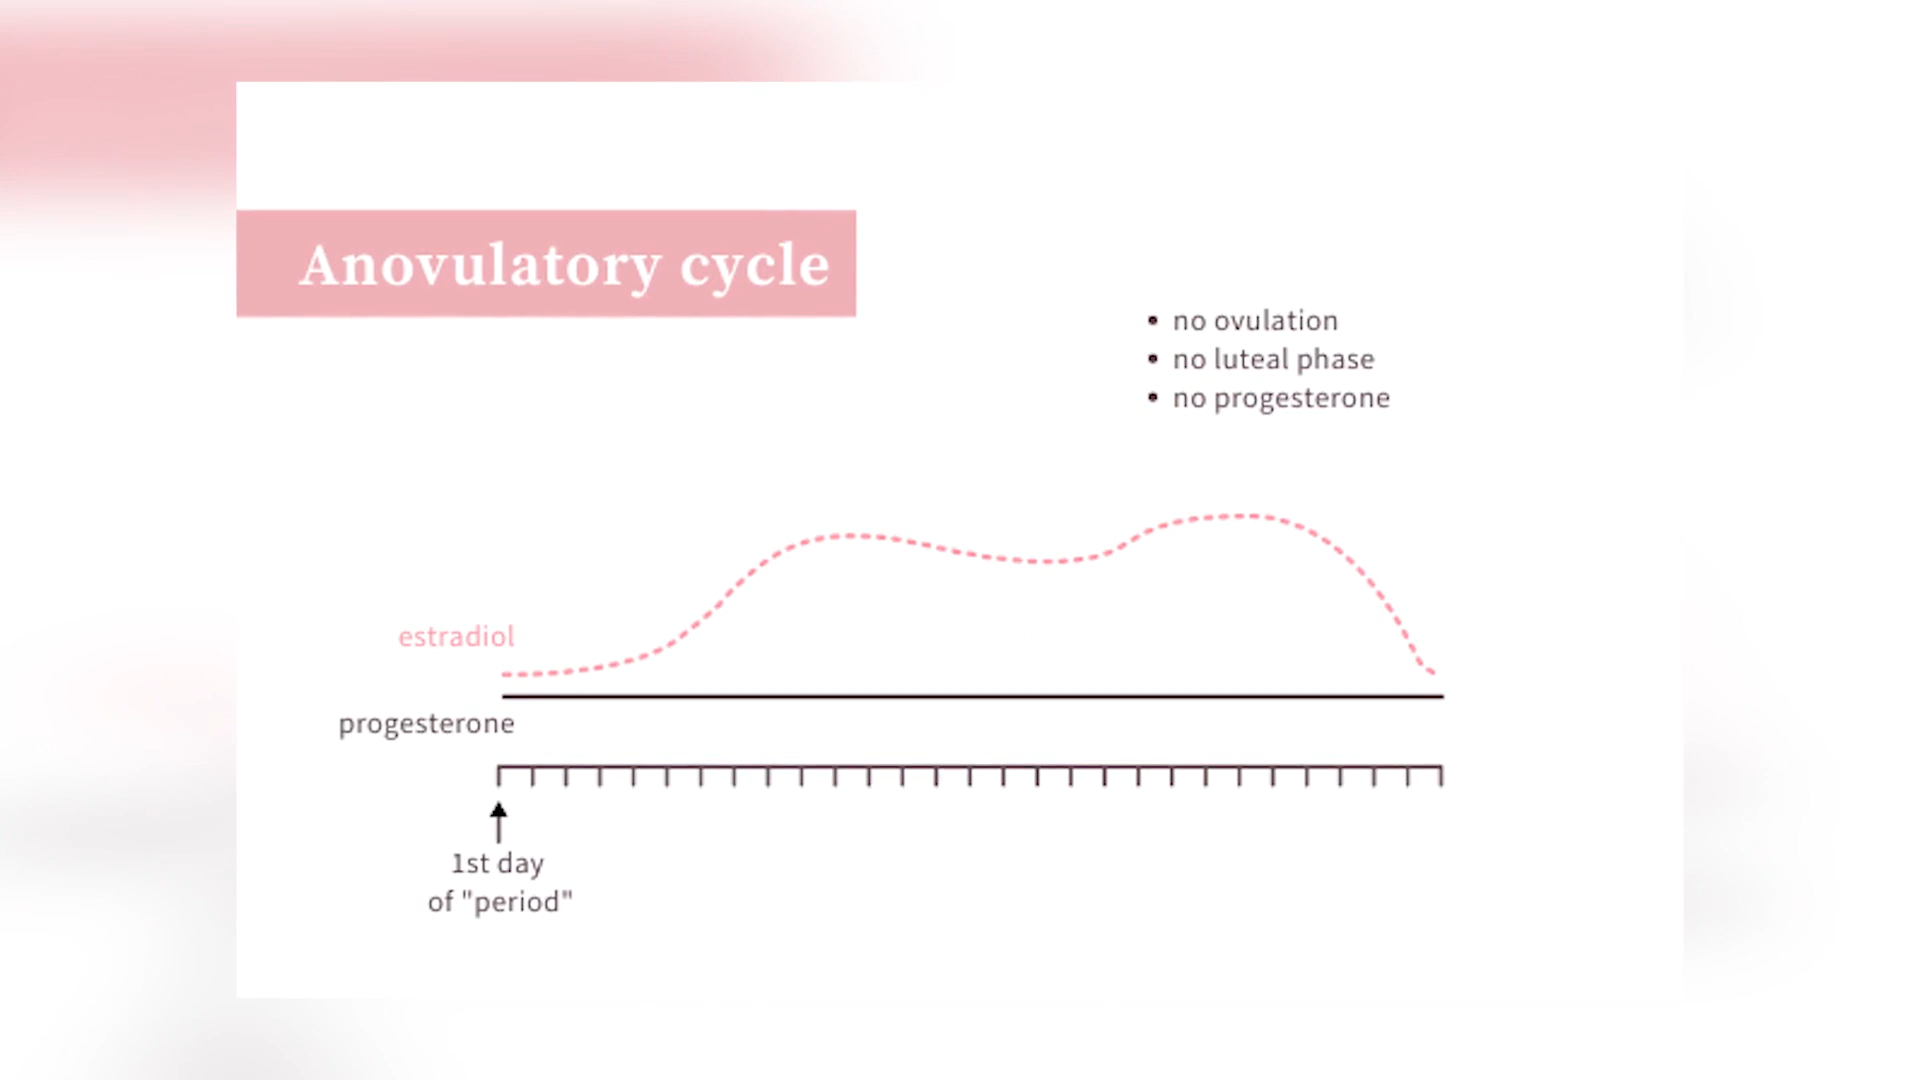 Anovulatory cycle
• no ovulation
• no luteal phase
• no progesterone
estradiol
progesterone
1st day
of "period"